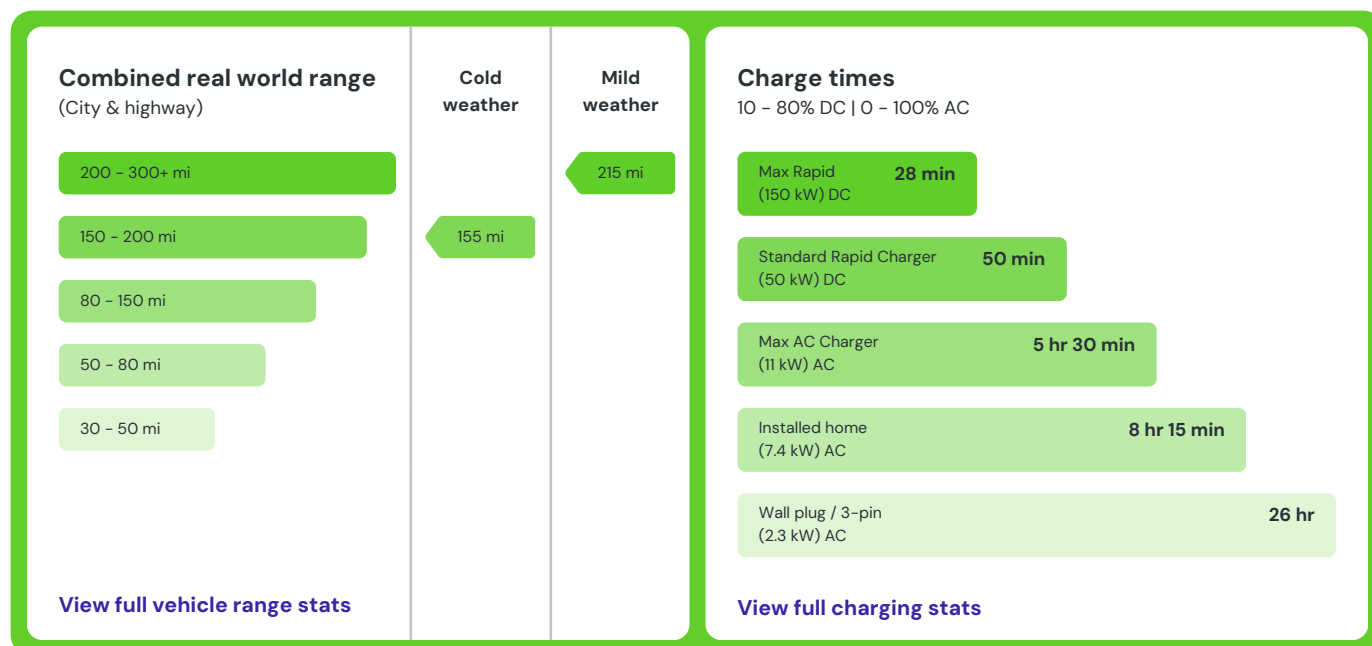 Combined real world range
(City & highway)
Cold
weather
Mild
weather
200 - 300+ mi
215 mi
150 - 200 mi
155 mi
80 - 150 mi
50 - 80 mi
30 - 50 mi
View full vehicle range stats
Charge times
10 - 80% DC | 0 - 100% AC
Max Rapid
(150 kW) DC
28 min
Standard Rapid Charger
(50 kW) DC
50 min
Max AC Charger
(11 kW) AC
5 hr 30 min
Installed home
(7.4 kW) AC
8 hr 15 min
Wall plug / 3-pin
(2.3 kW) AC
26 hr
View full charging stats